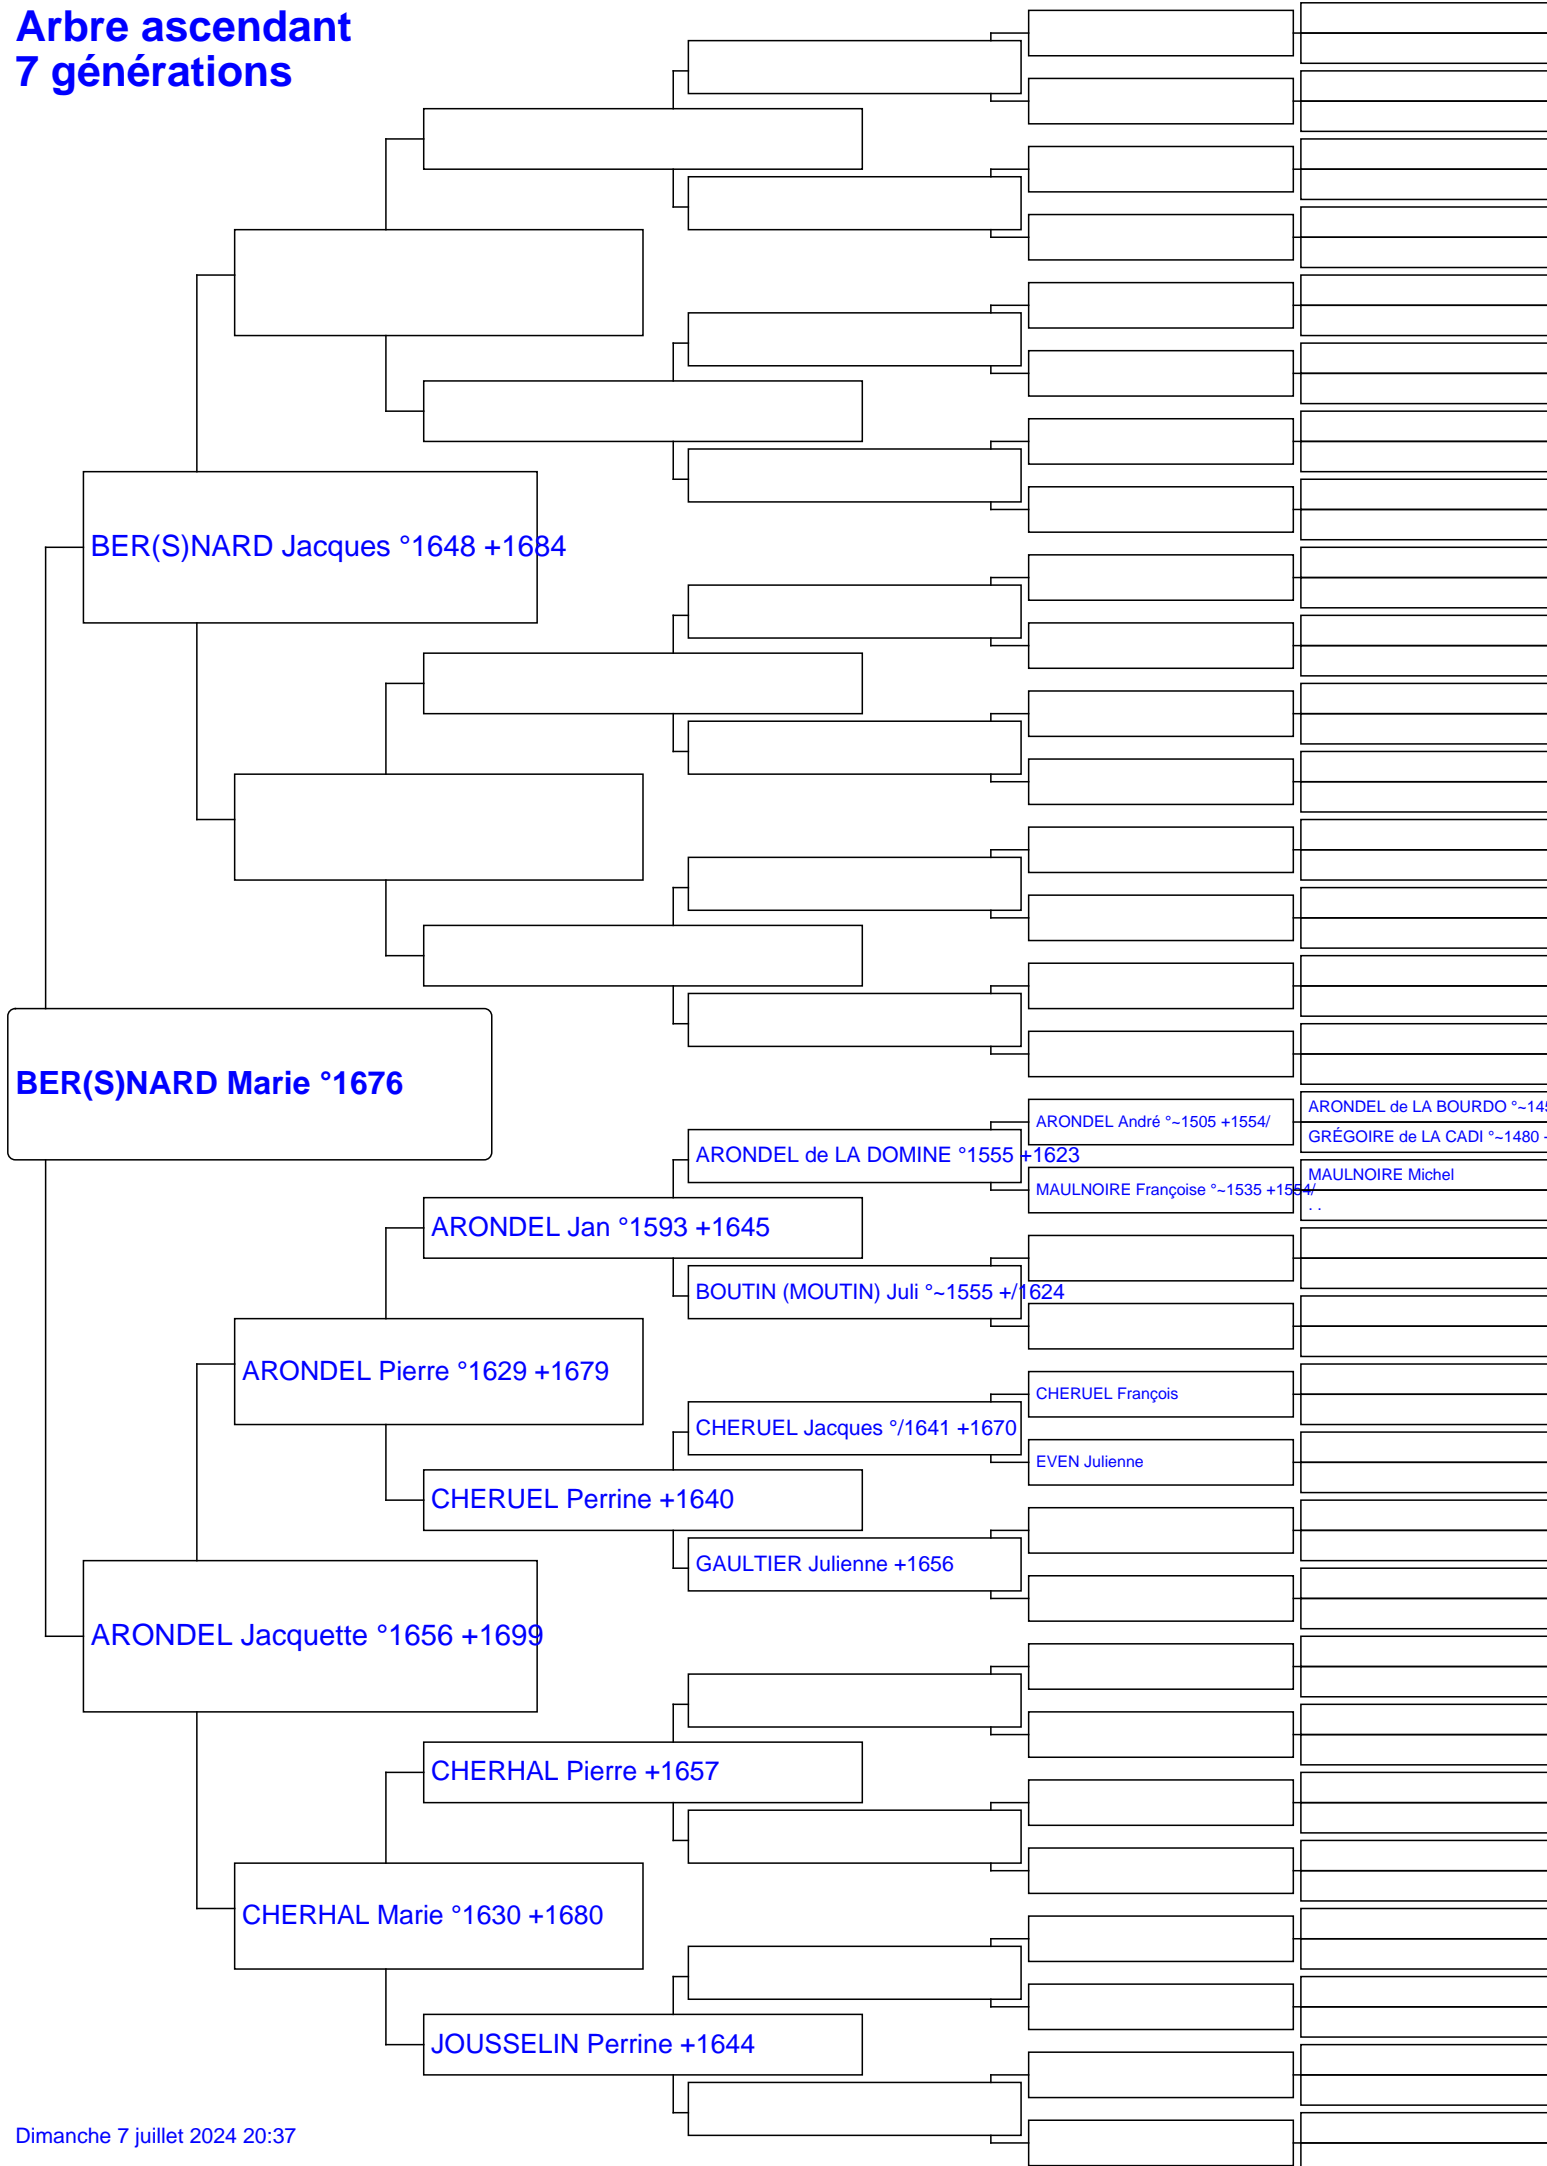 Arbre ascendant
7 générations
BER(S)NARD Jacques °1648 +1684
BER(S)NARD Marie °1676
ARONDEL André °~1505 +1554/
ARONDEL de LA BOURDO °~145
GRÉGOIRE de LA CADI °~1480 +
ARONDEL de LA DOMINE °1555 +1623
MAULNOIRE Françoise °~1535 +1554/
MAULNOIRE Michel
. .
ARONDEL Jan °1593 +1645
BOUTIN (MOUTIN) Juli °~1555 +/1624
ARONDEL Pierre °1629 +1679
CHERUEL François
CHERUEL Jacques °/1641 +1670
EVEN Julienne
CHERUEL Perrine +1640
GAULTIER Julienne +1656
ARONDEL Jacquette °1656 +1699
CHERHAL Pierre +1657
CHERHAL Marie °1630 +1680
JOUSSELIN Perrine +1644
Dimanche 7 juillet 2024 20:37